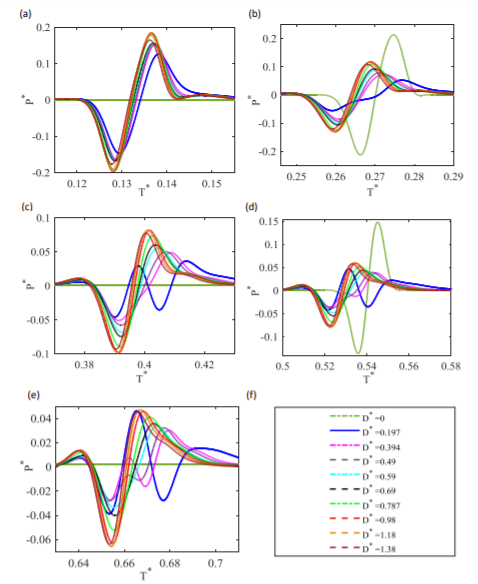 (a)
0.2
0.1
0
-0.1
-0.2
P*
0.12 0.13 0.14 0.15
T*
(b)
0.2
0.1
0
-0.1
-0.2
P*
0.25 0.26 0.27 0.28 0.29
T*
(c)
0.1
0.05
0
-0.05
-0.1
P*
0.38 0.4 0.42
T*
(d)
0.15
0.1
0.05
0
-0.05
-0.1
P*
0.5 0.52 0.54 0.56 0.58
T*
(e)
0.04
0.02
0
-0.02
-0.04
-0.06
P*
0.64 0.66 0.68 0.7
T*
(f)
D* =0
D* =0.197
D* =0.394
D* =0.49
D* =0.59
D* =0.69
D* =0.787
D* =0.98
D* =1.18
D* =1.38